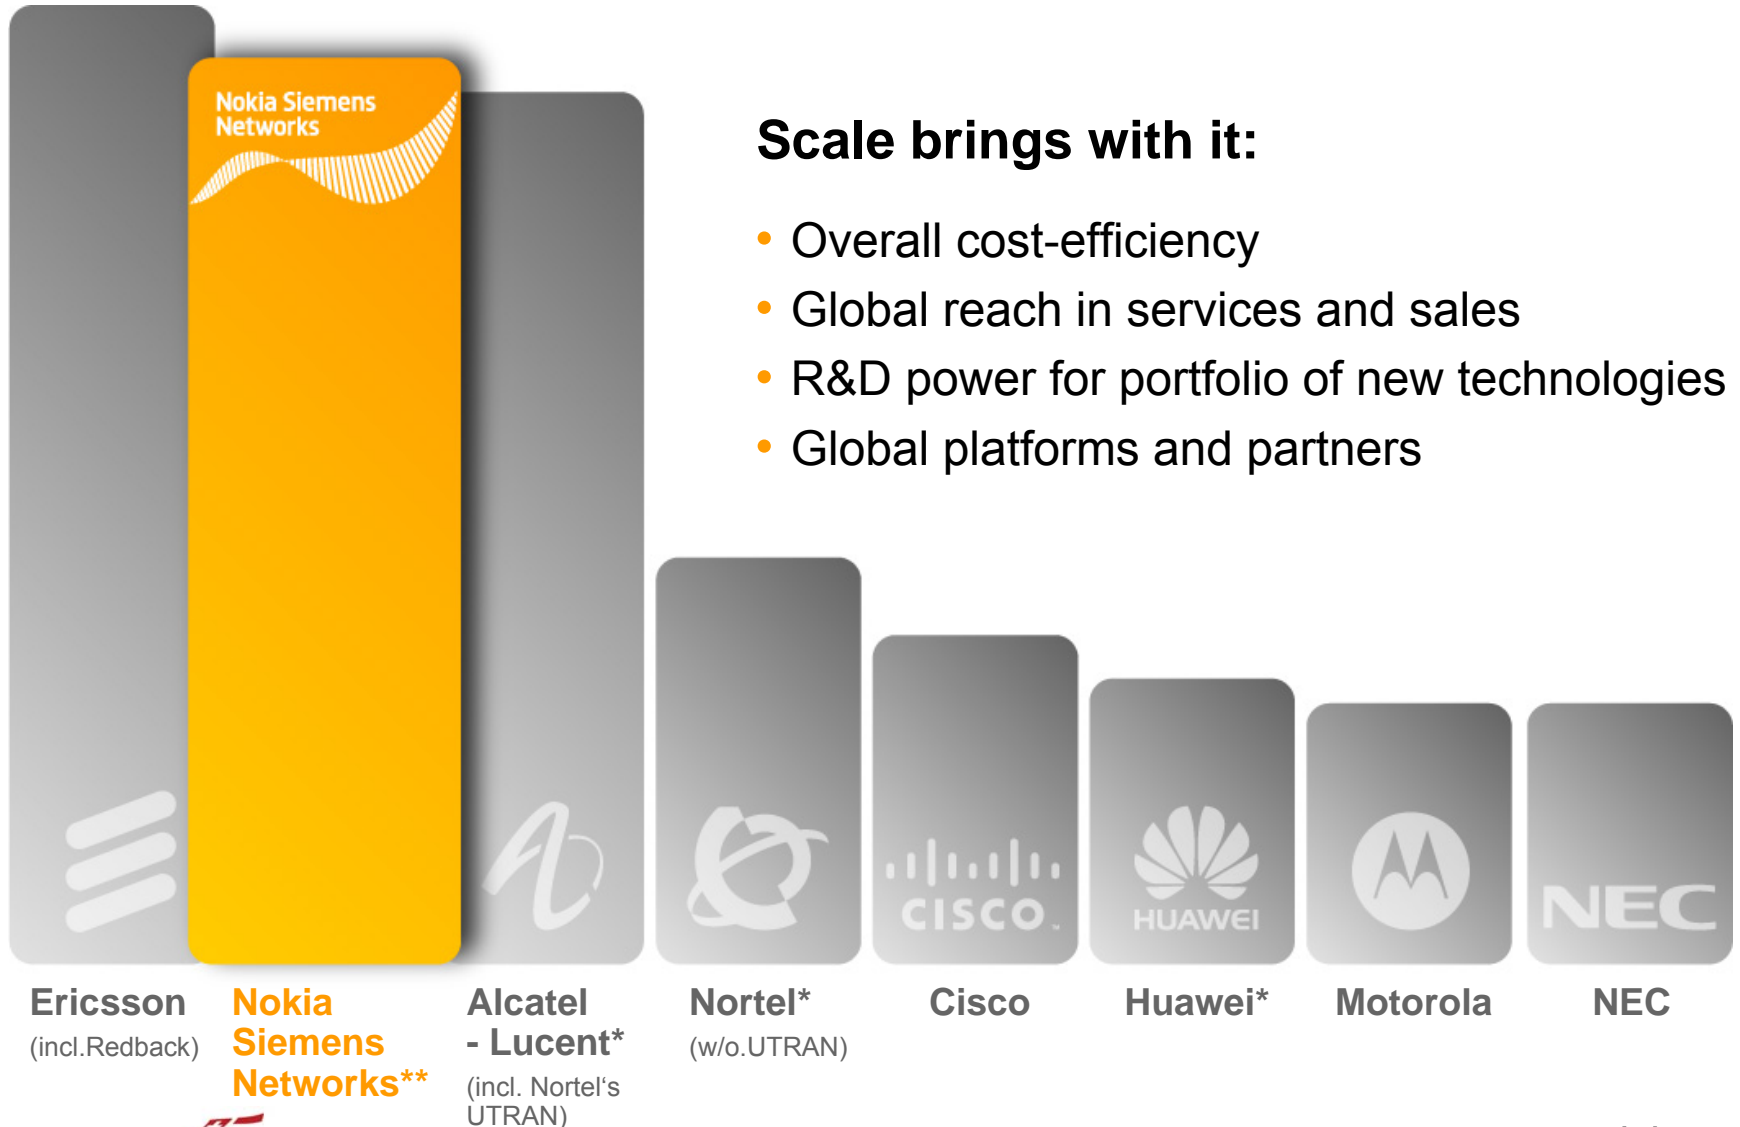 Nokia Siemens
Networks
Scale brings with it:
• Overall cost-efficiency
• Global reach in services and sales
• R&D power for portfolio of new technologies
• Global platforms and partners
CISCO
HUAWEI
NEC
Ericsson
(incl.Redback)
Nokia
Siemens
Networks**
Alcatel
- Lucent*
(incl. Nortel's
UTRAN)
Nortel*
(w/o.UTRAN)
Cisco
Huawei*
Motorola
NEC